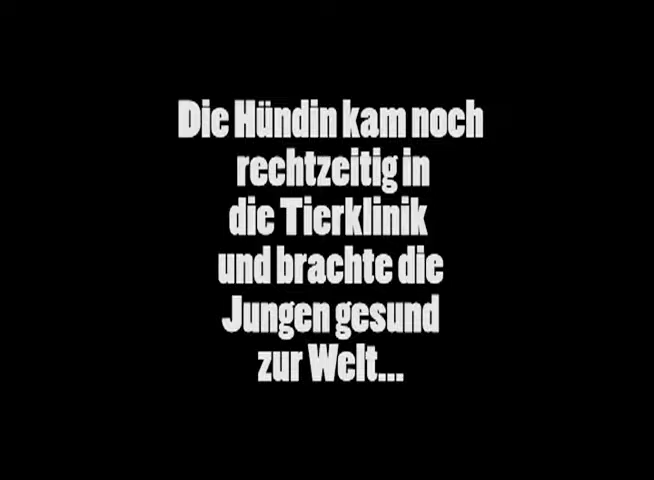 Die Hündin kam noch
rechtzeitig in
die Tierklinik
und brachte die
Jungen gesund
zur Welt...